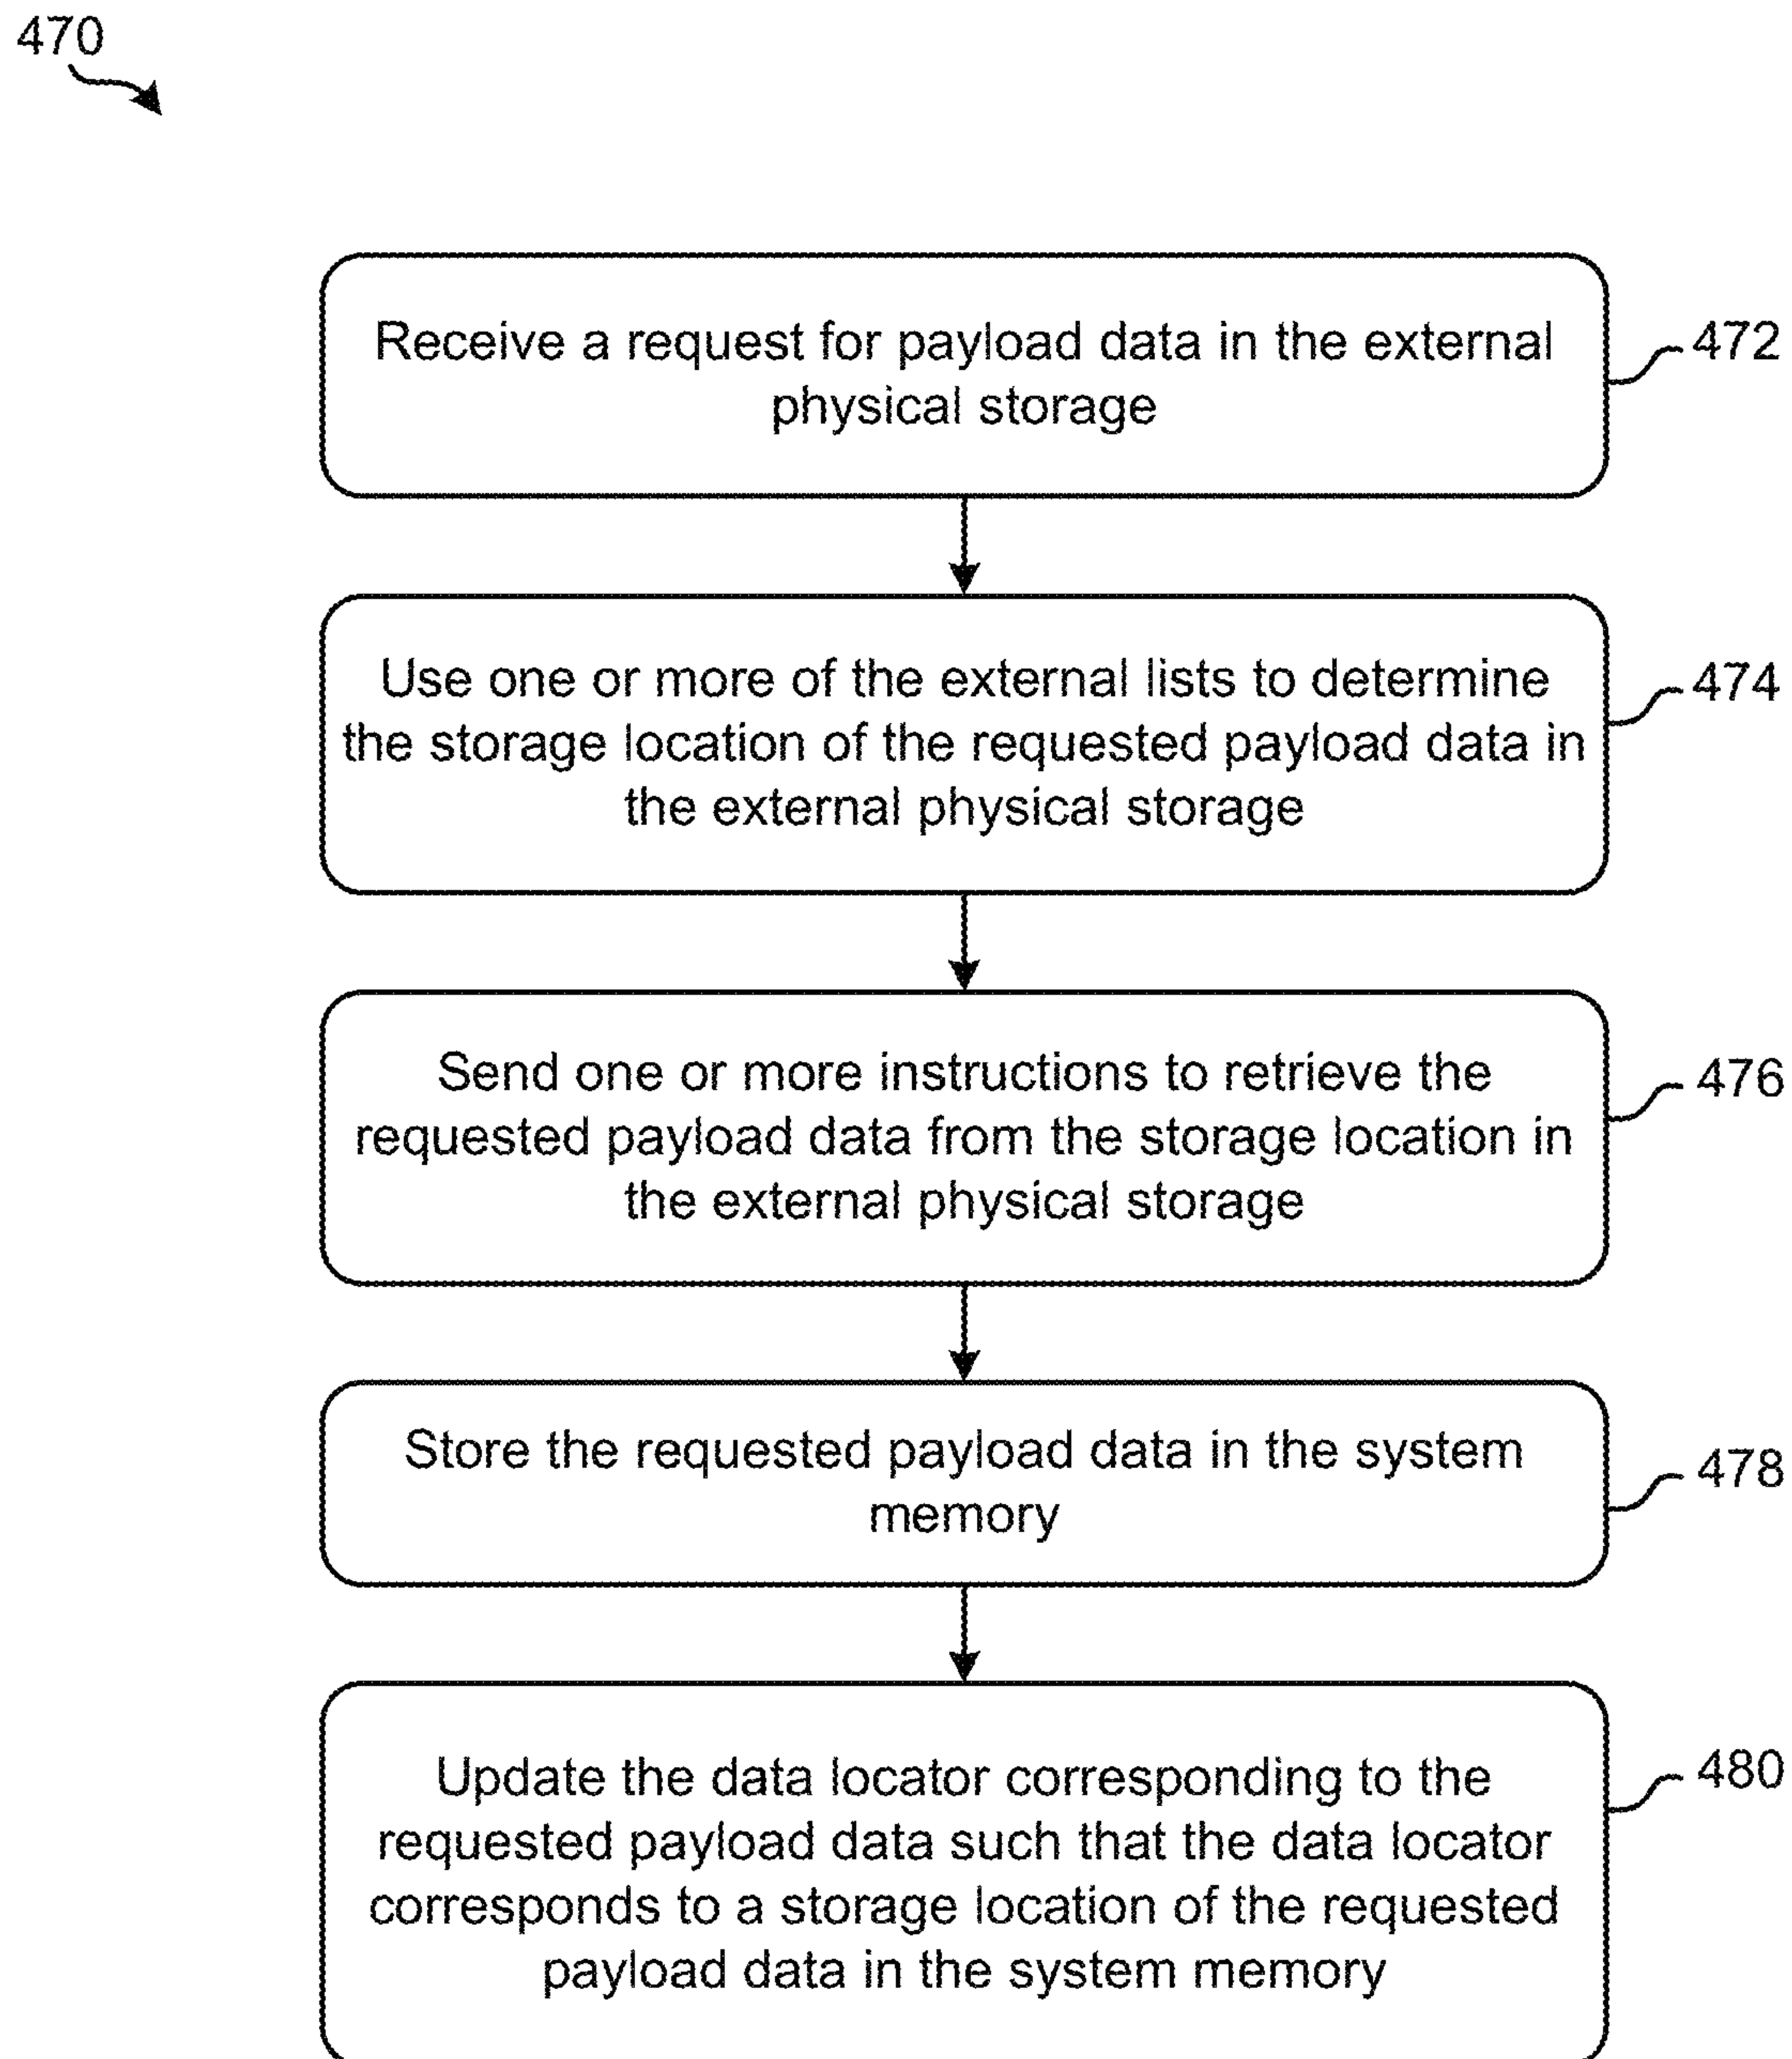 470
Receive a request for payload data in the external
physical storage
472
Use one or more of the external lists to determine
the storage location of the requested payload data in
the external physical storage
474
Send one or more instructions to retrieve the
requested payload data from the storage location in
the external physical storage
476
Store the requested payload data in the system
memory
478
Update the data locator corresponding to the
requested payload data such that the data locator
corresponds to a storage location of the requested
payload data in the system memory
480